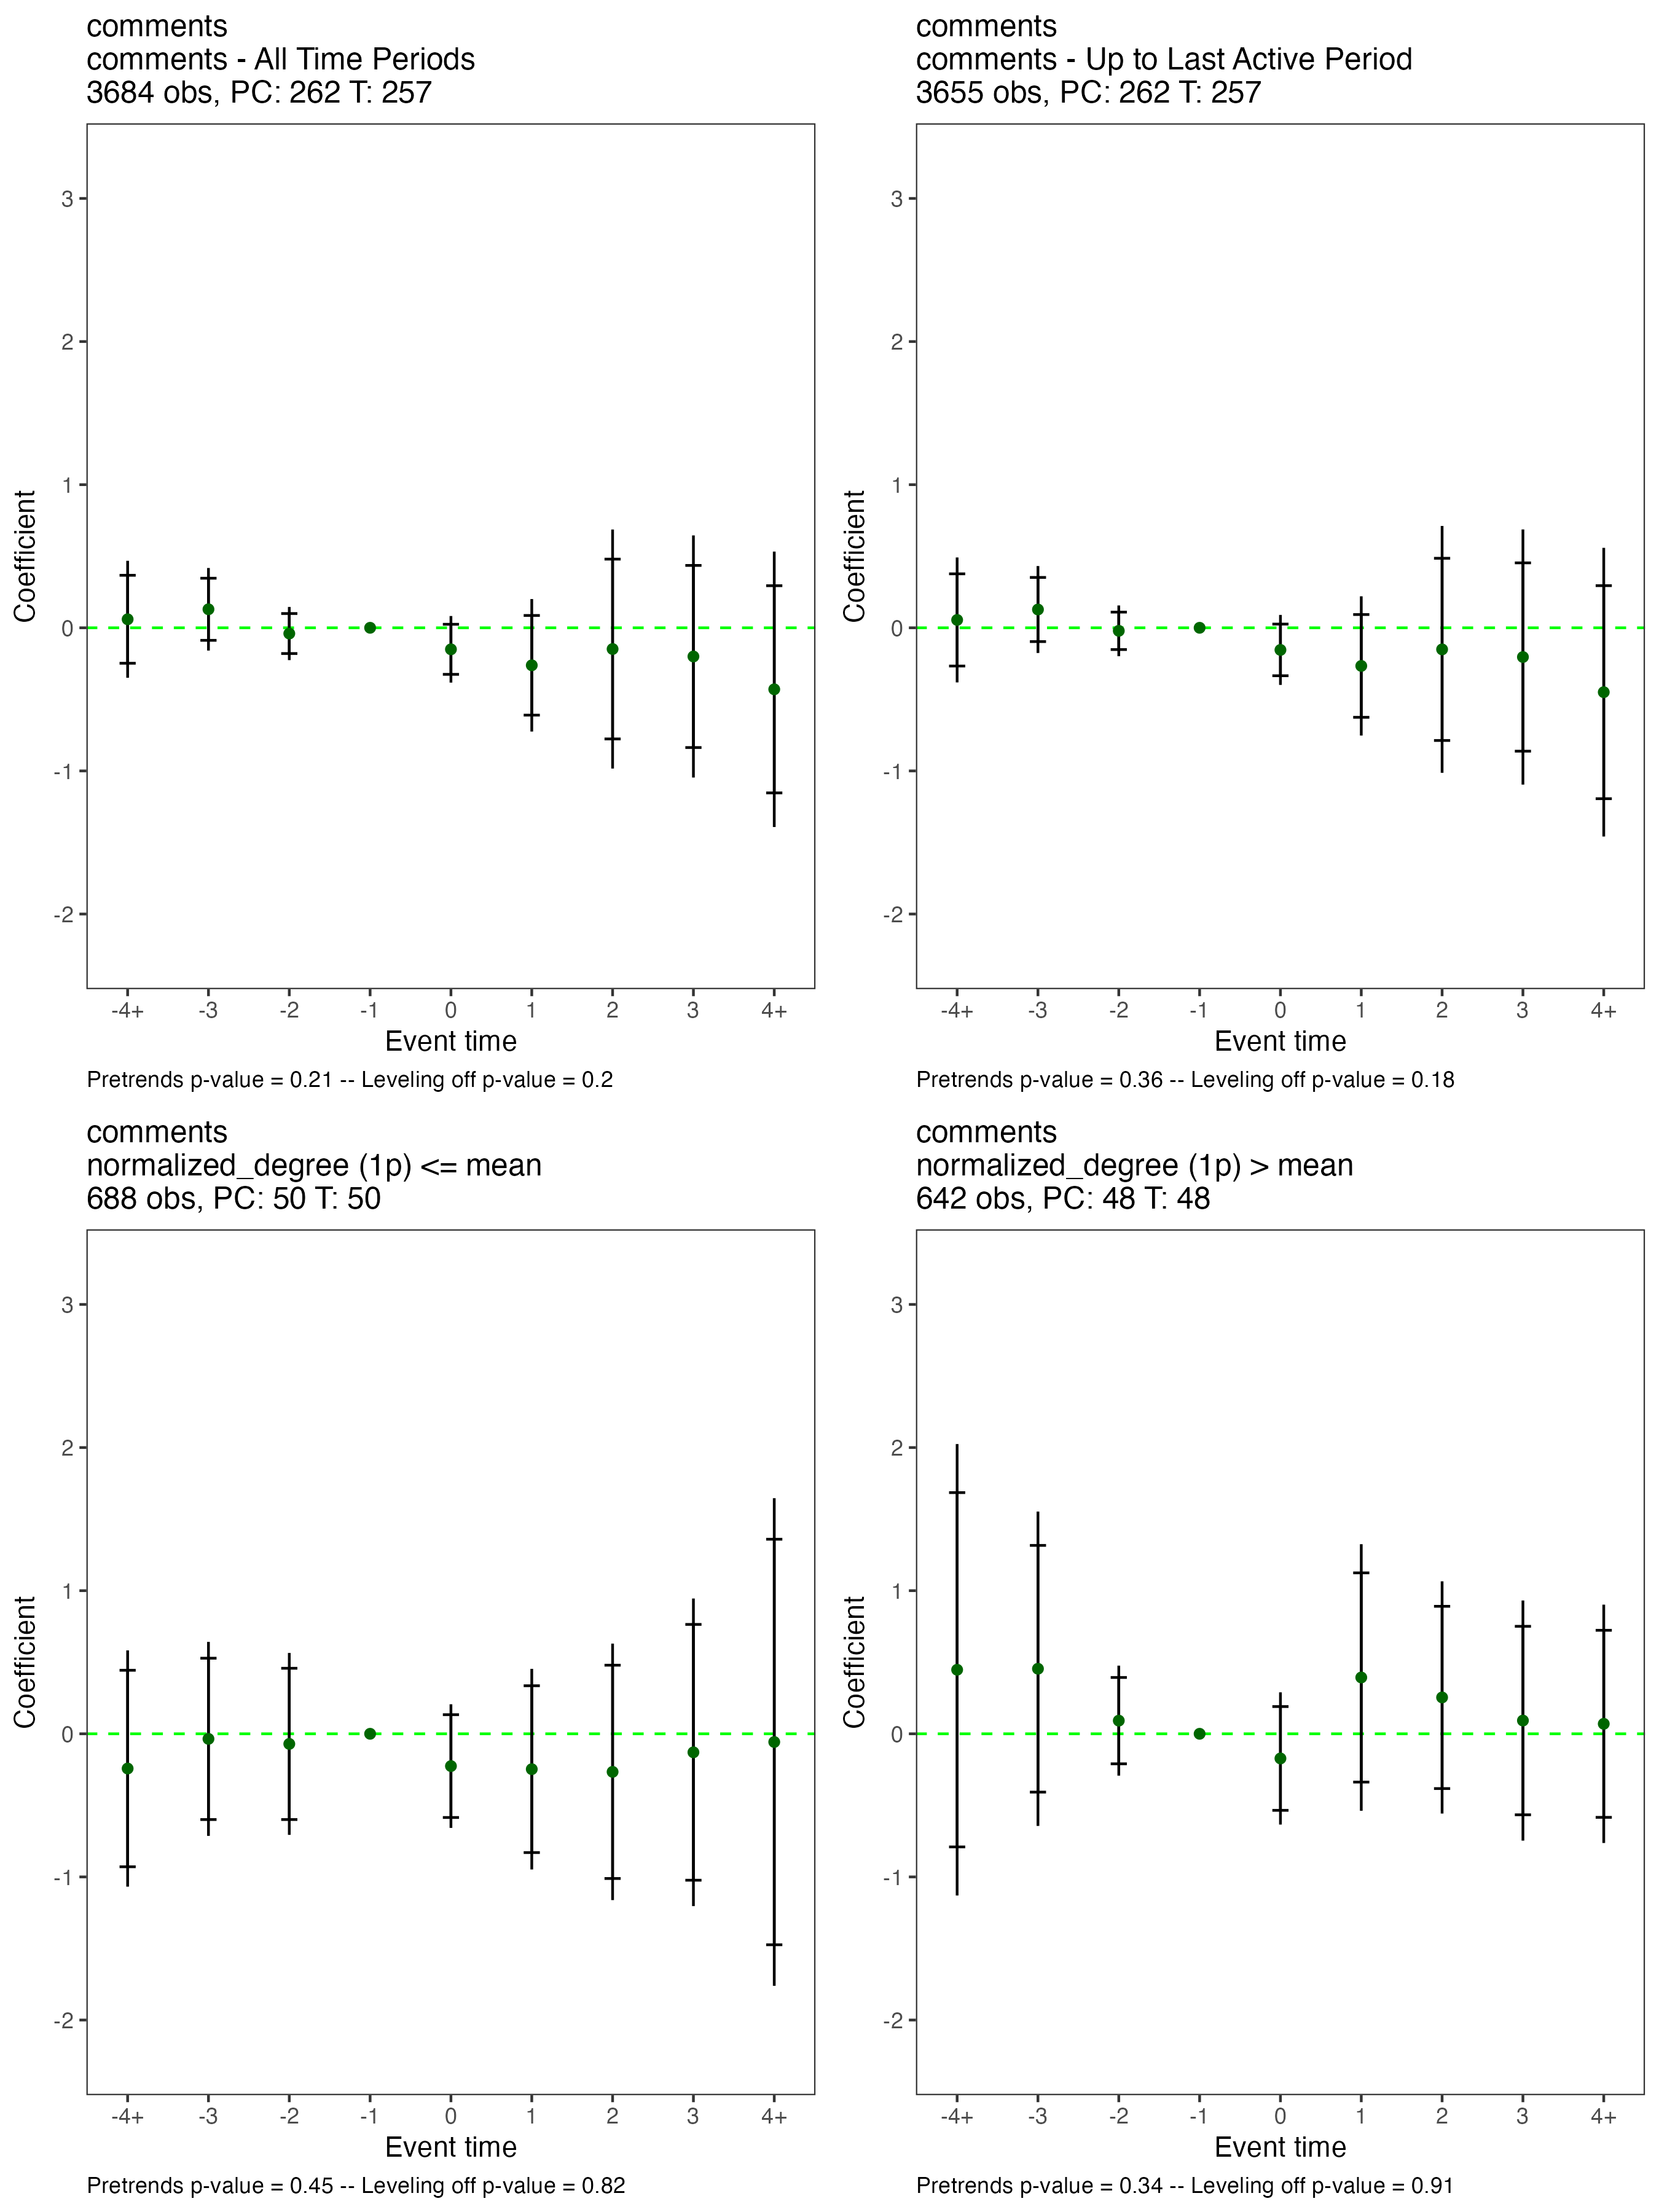 comments
comments - All Time Periods
3684 obs, PC: 262 T: 257
Coefficient
3
2
1
0
-1
-2
-4+ -3 -2 -1 0 1 2 3 4+
Event time
Pretrends p-value = 0.21 -- Leveling off p-value = 0.2
comments
comments - Up to Last Active Period
3655 obs, PC: 262 T: 257
Coefficient
3
2
1
0
-1
-2
-4+ -3 -2 -1 0 1 2 3 4+
Event time
Pretrends p-value = 0.36 -- Leveling off p-value = 0.18
comments
normalized_degree (1p) <= mean
688 obs, PC: 50 T: 50
Coefficient
3
2
1
0
-1
-2
-4+ -3 -2 -1 0 1 2 3 4+
Event time
Pretrends p-value = 0.45 -- Leveling off p-value = 0.82
comments
normalized_degree (1p) > mean
642 obs, PC: 48 T: 48
Coefficient
3
2
1
0
-1
-2
-4+ -3 -2 -1 0 1 2 3 4+
Event time
Pretrends p-value = 0.34 -- Leveling off p-value = 0.91